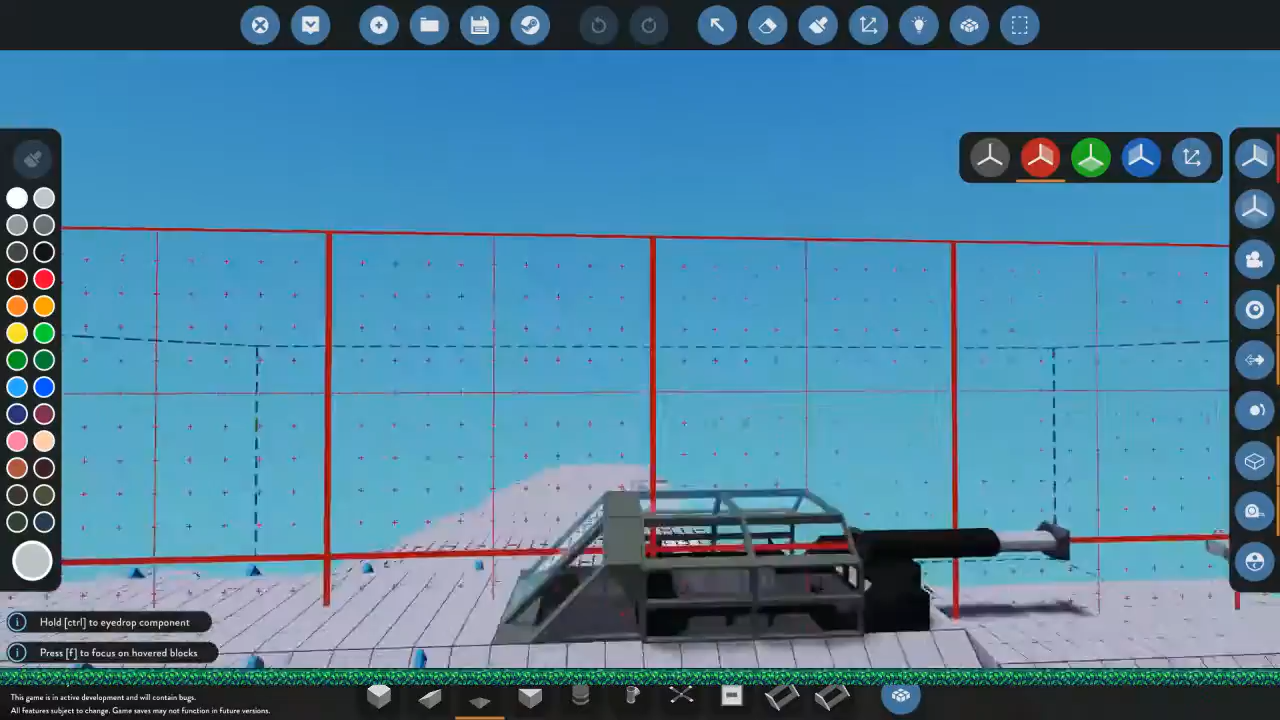 Hold [ctrl] to eyedrop component
Press [f] to focus on hovered blocks
This game is in active development and will contain bugs.
All features subject to change. Game saves may not function in future versions.